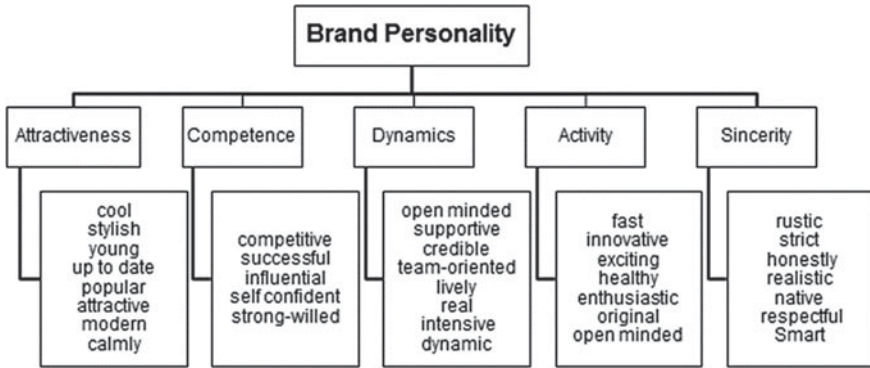 Brand Personality
Attractiveness
Competence
Dynamics
Activity
Sincerity
cool
stylish
young
up to date
popular
attractive
modern
calmly
competitive
successful
influential
self confident
strong-willed
open minded
supportive
credible
team-oriented
lively
real
intensive
dynamic
fast
innovative
exciting
healthy
enthusiastic
original
open minded
rustic
strict
honestly
realistic
native
respectful
Smart